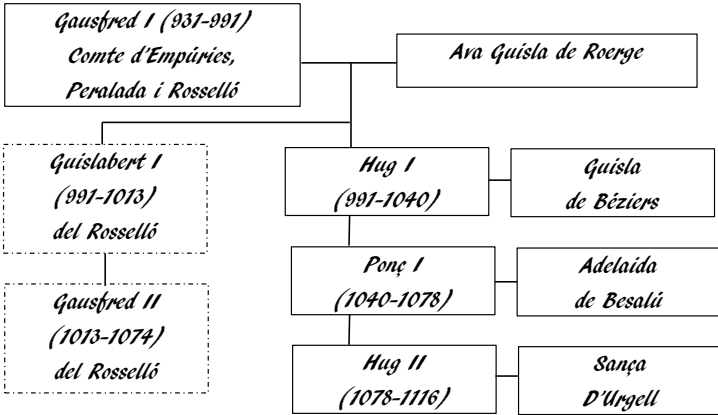 Gausfred I (931-991)
Comte d'Empúries,
Peralada i Rosselló
Ava Guisla de Roerge
Guislabert I
(991-1013)
del Rosselló
Hug I
(991-1040)
Guisla
de Béziers
Gausfred II
(1013-1074)
del Rosselló
Ponç I
(1040-1078)
Adelaida
de Besalú
Hug II
(1078-1116)
Sança
D'Urgell